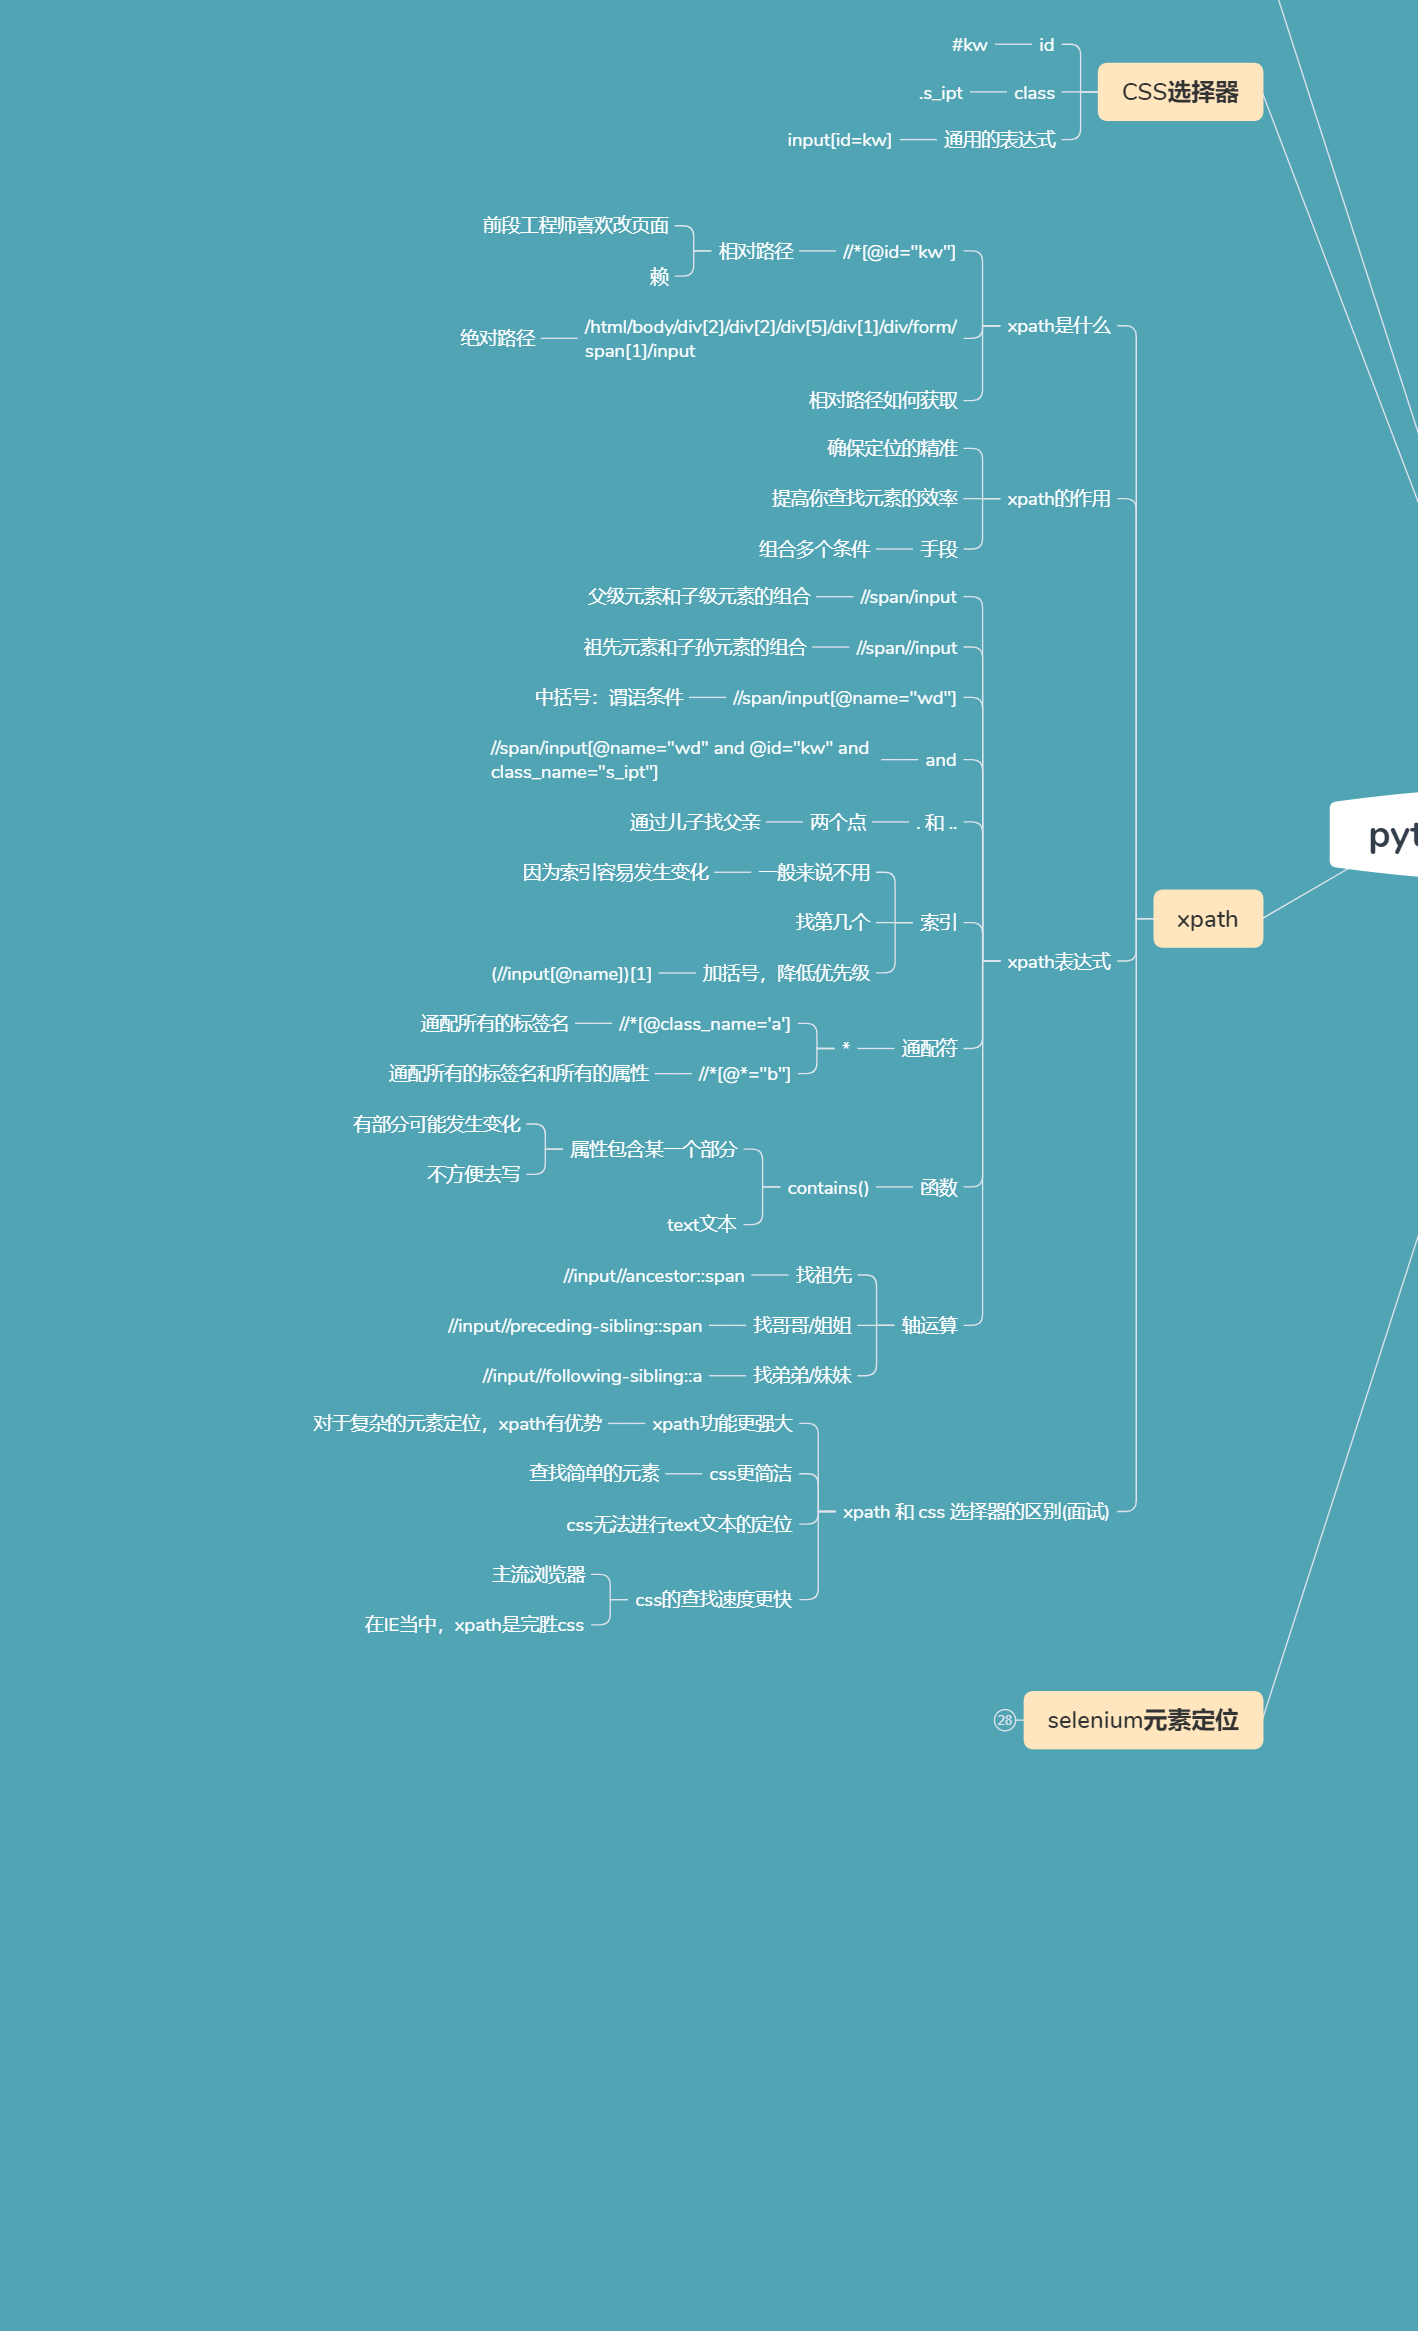 CSS选择器
id
#kw
class
.s_ipt
通用的表达式
input[id=kw]
xpath
xpath是什么
//*[@id="kw"]
相对路径
前段工程师喜欢改页面
赖
/html/body/div[2]/div[2]/div[5]/div[1]/div/form/
span[1]/input
绝对路径
相对路径如何获取
xpath的作用
确保定位的精准
提高你查找元素的效率
手段
组合多个条件
xpath表达式
//span/input
父级元素和子级元素的组合
//span//input
祖先元素和子孙元素的组合
//span/input[@name="wd"]
中括号：谓语条件
and
//span/input[@name="wd" and @id="kw" and
class_name="s_ipt"]
. 和 ..
两个点
通过儿子找父亲
索引
一般来说不用
因为索引容易发生变化
找第几个
加括号，降低优先级
(//input[@name])[1]
通配符
*
//*[@class_name='a']
通配所有的标签名
//*[@*="b"]
通配所有的标签名和所有的属性
函数
contains()
属性包含某一个部分
有部分可能发生变化
不方便去写
text文本
轴运算
找祖先
//input//ancestor::span
找哥哥/姐姐
//input//preceding-sibling::span
找弟弟/妹妹
//input//following-sibling::a
xpath 和 css 选择器的区别(面试)
xpath功能更强大
对于复杂的元素定位，xpath有优势
css更简洁
查找简单的元素
css无法进行text文本的定位
css的查找速度更快
主流浏览器
在IE当中，xpath是完胜css
selenium元素定位
28